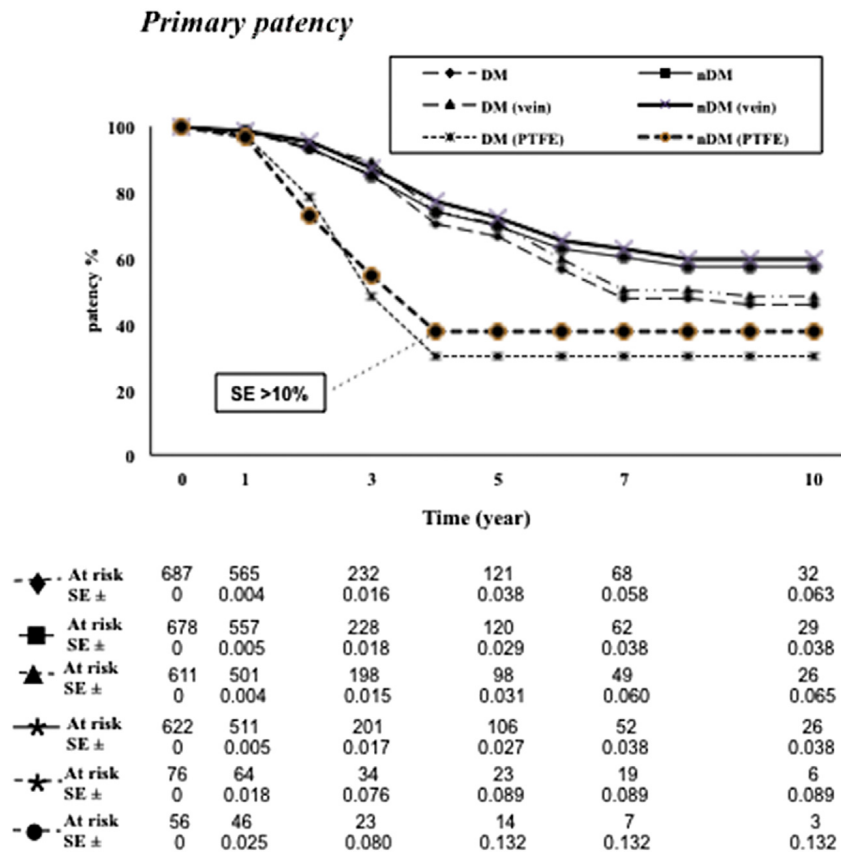 Primary patency
DM nDM
DM (vein) nDM (vein)
DM (PTFE) nDM (PTFE)
100
80
60
40
20
0
patency %
SE >10%
0 1 3 5 7 10
Time (year)
At risk 687 565 232 121 68 32
SE ± 0 0.004 0.016 0.038 0.058 0.063
At risk 678 557 228 120 62 29
SE ± 0 0.005 0.018 0.029 0.038 0.038
At risk 611 501 198 98 49 26
SE ± 0 0.004 0.015 0.031 0.060 0.065
At risk 622 511 201 106 52 26
SE ± 0 0.005 0.017 0.027 0.038 0.038
At risk 76 64 34 23 19 6
SE ± 0 0.018 0.076 0.089 0.089 0.089
At risk 56 46 23 14 7 3
SE ± 0 0.025 0.080 0.132 0.132 0.132